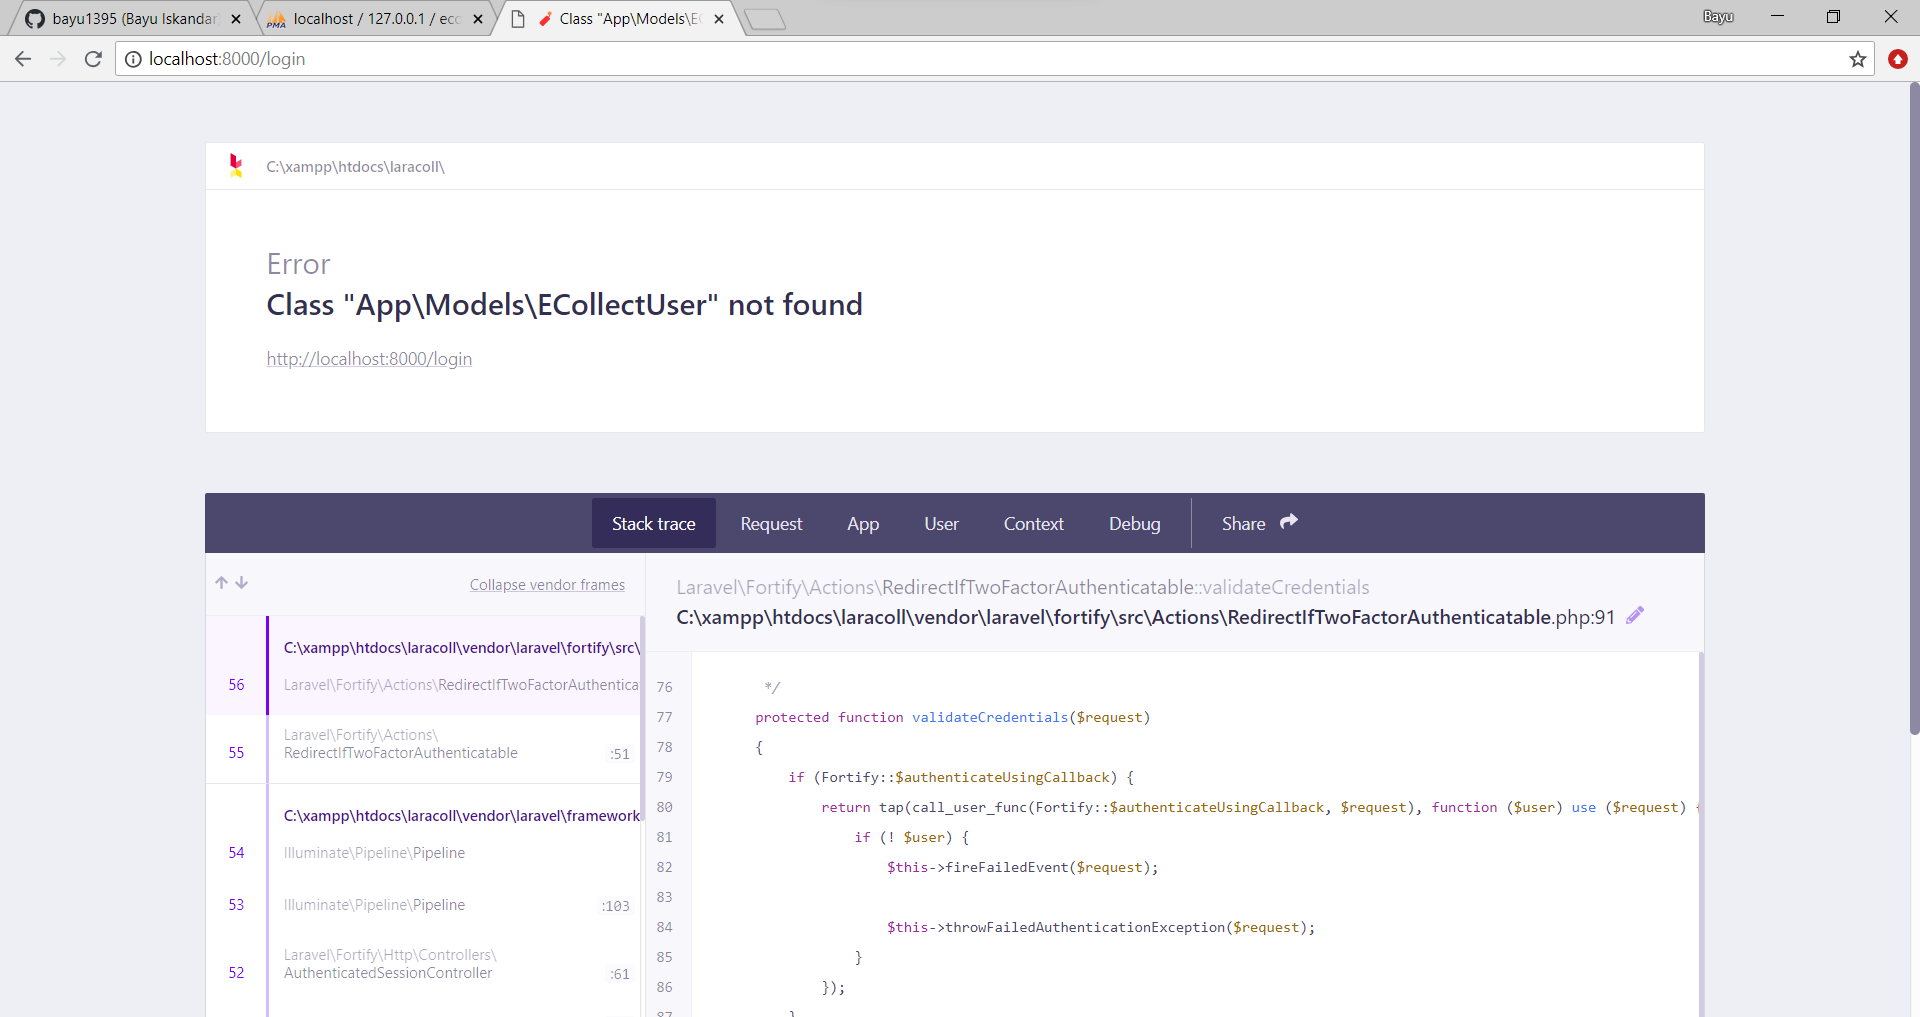 bayu1395 (Bayu Iskandar
localhost / 127.0.0.1 / eco
Class "App\Models\EC
Bayu
localhost:8000/login
C:\xampp\htdocs\laracoll\
Error
Class "App\Models\ECollectUser" not found
http://localhost:8000/login
Stack trace
Request
App
User
Context
Debug
Share
Collapse vendor frames
C:\xampp\htdocs\laracoll\vendor\laravel\fortify\src\
56
Laravel\Fortify\Actions\RedirectIfTwoFactorAuthentica
Laravel\Fortify\Actions\
55
RedirectIfTwoFactorAuthenticatable
:51
C:\xampp\htdocs\laracoll\vendor\laravel\framework
54
Illuminate\Pipeline\Pipeline
53
Illuminate\Pipeline\Pipeline
:103
Laravel\Fortify\Http\Controllers\
52
AuthenticatedSessionController
:61
Laravel\Fortify\Actions\RedirectIfTwoFactorAuthenticatable::validateCredentials
C:\xampp\htdocs\laracoll\vendor\laravel\fortify\src\Actions\RedirectIfTwoFactorAuthenticatable.php:91
76 */
77 protected function validateCredentials($request)
78 {
79 if (Fortify::$authenticateUsingCallback) {
80 return tap(call_user_func(Fortify::$authenticateUsingCallback, $request), function ($user) use ($request) {
81 if (! $user) {
82 $this->fireFailedEvent($request);
83
84 $this->throwFailedAuthenticationException($request);
85 }
86 });
87 }